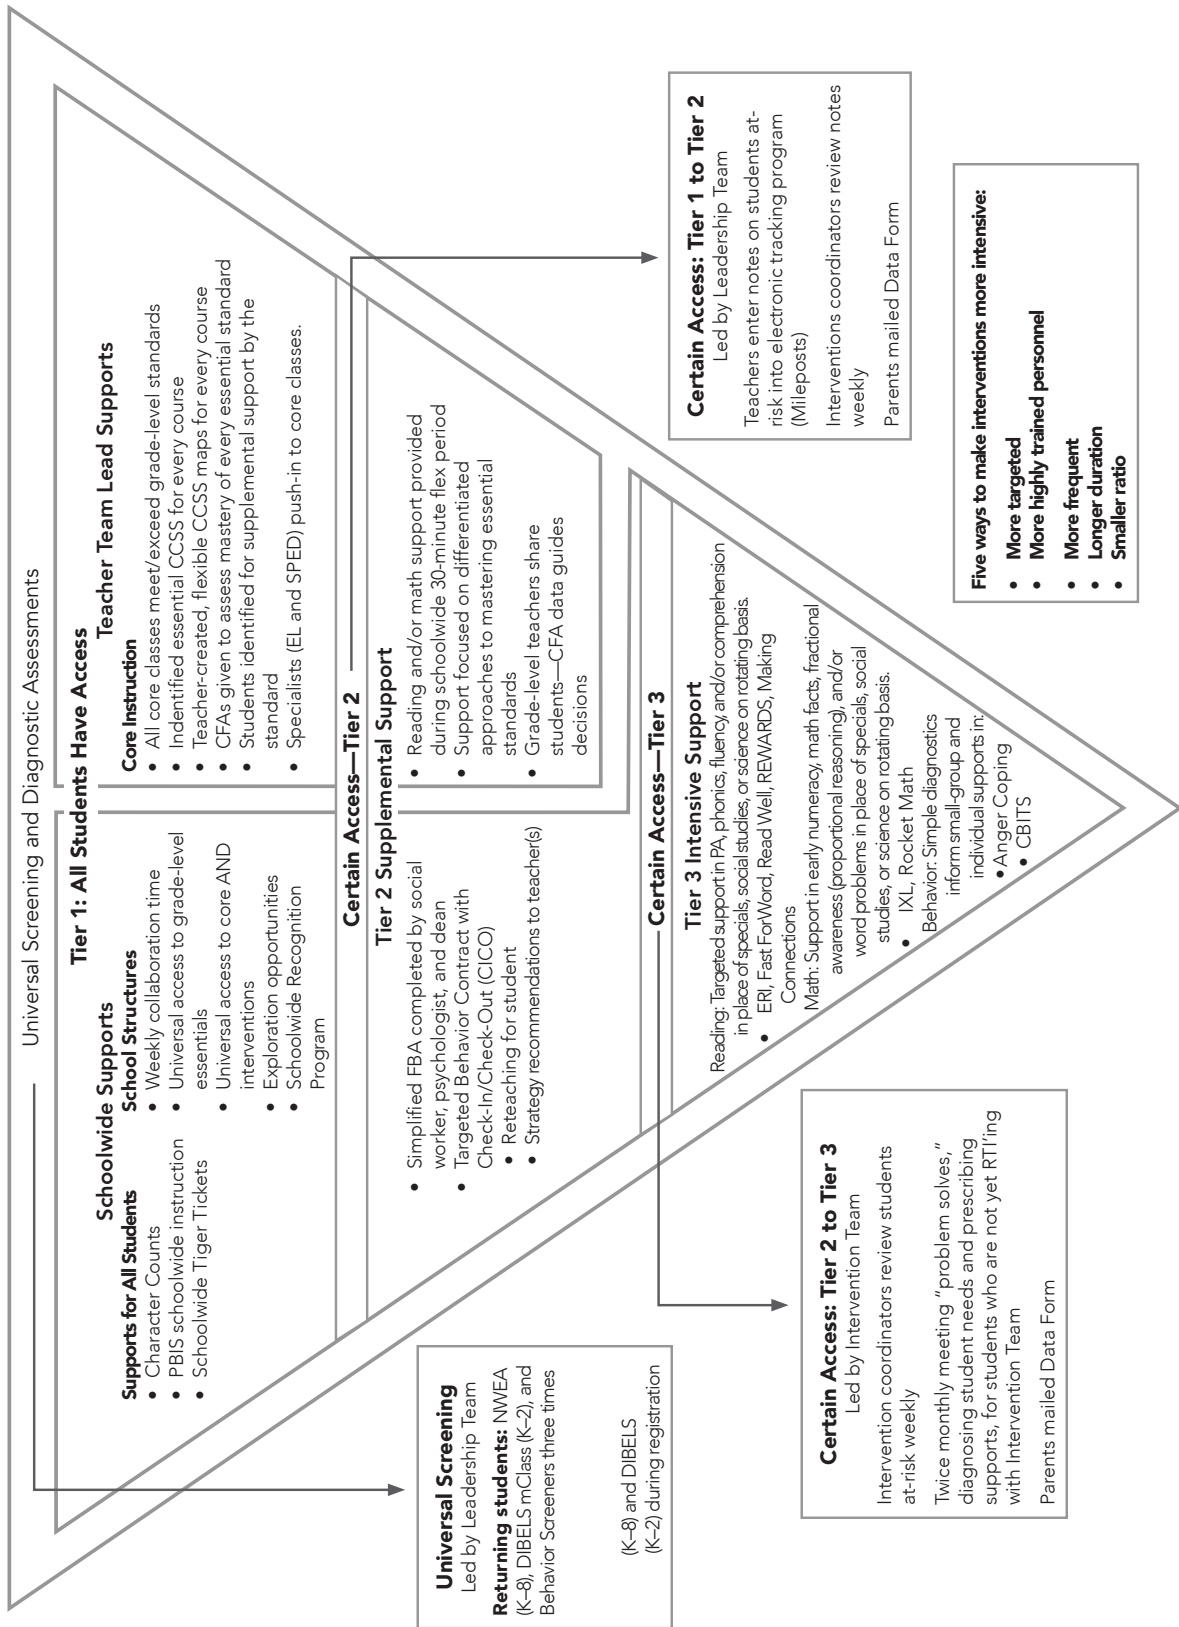 Universal Screening and Diagnostic Assessments
Tier 1: All Students Have Access
Schoolwide Supports
Supports for All Students
• Character Counts
• PBIS schoolwide instruction
• Schoolwide Tiger Tickets
School Structures
• Weekly collaboration time
• Universal access to grade-level
essentials
• Universal access to core AND
interventions
• Exploration opportunities
• Schoolwide Recognition
Program
Teacher Team Lead Supports
Core Instruction
• All core classes meet/exceed grade-level standards
• Indentified essential CCSS for every course
• Teacher-created, flexible CCSS maps for every course
• CFAs given to assess mastery of every essential standard
• Students identified for supplemental support by the
standard
• Specialists (EL and SPED) push-in to core classes.
Certain Access—Tier 2
Tier 2 Supplemental Support
• Simplified FBA completed by social
worker, psychologist, and dean
• Targeted Behavior Contract with
Check-In/Check-Out (CICO)
• Reteaching for student
• Strategy recommendations to teacher(s)
• Reading and/or math support provided
during schoolwide 30-minute flex period
• Support focused on differentiated
approaches to mastering essential
standards
• Grade-level teachers share
students—CFA data guides
decisions
Certain Access—Tier 3
Tier 3 Intensive Support
Reading: Targeted support in PA, phonics, fluency, and/or comprehension
in place of specials, social studies, or science on rotating basis.
• ERI, Fast ForWord, Read Well, REWARDS, Making
Connections
Math: Support in early numeracy, math facts, fractional
awareness (proportional reasoning), and/or
word problems in place of specials, social
studies, or science on rotating basis.
• IXL, Rocket Math
Behavior: Simple diagnostics
inform small-group and
individual supports in:
• Anger Coping
• CBITS
Universal Screening
Led by Leadership Team
Returning students: NWEA
(K–8), DIBELS mClass (K–2), and
Behavior Screeners three times
(K–8) and DIBELS
(K–2) during registration
Certain Access: Tier 2 to Tier 3
Led by Intervention Team
Intervention coordinators review students
at-risk weekly
Twice monthly meeting "problem solves,"
diagnosing student needs and prescribing
supports, for students who are not yet RTI'ing
with Intervention Team
Parents mailed Data Form
Certain Access: Tier 1 to Tier 2
Led by Leadership Team
Teachers enter notes on students at-
risk into electronic tracking program
(Mileposts)
Interventions coordinators review notes
weekly
Parents mailed Data Form
Five ways to make interventions more intensive:
• More targeted
• More highly trained personnel
• More frequent
• Longer duration
• Smaller ratio